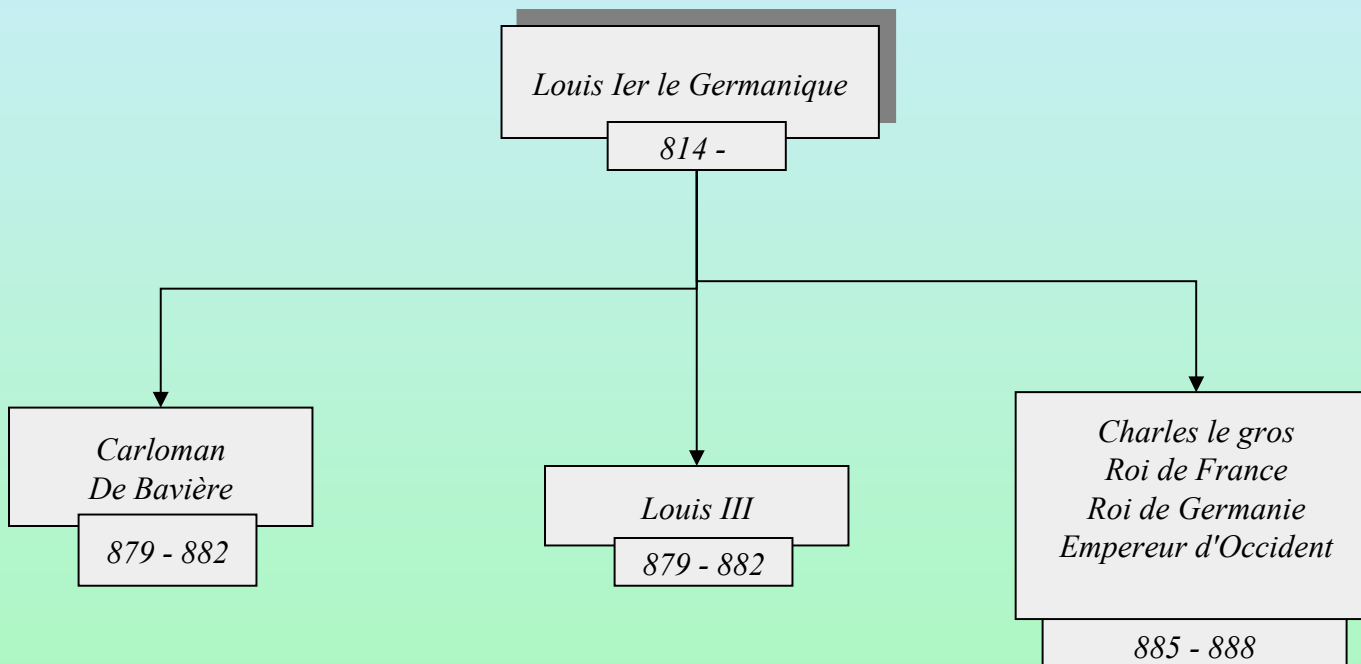 Louis Ier le Germanique
814 -
Carloman
De Bavière
879 - 882
Louis III
879 - 882
Charles le gros
Roi de France
Roi de Germanie
Empereur d'Occident
885 - 888